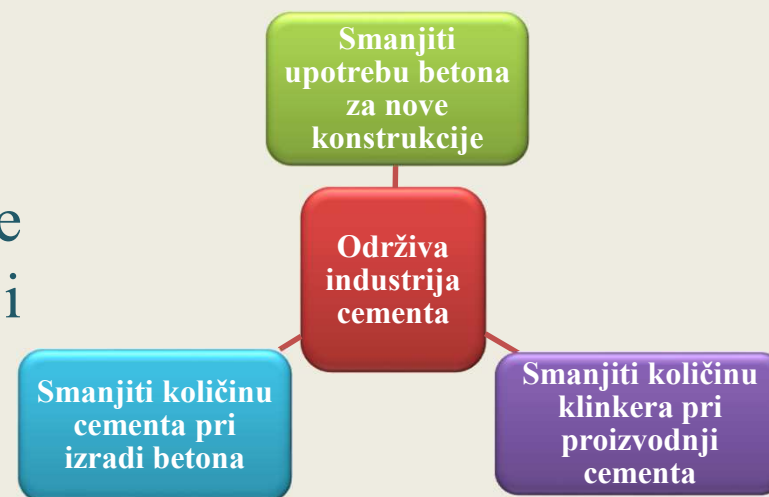 Smanjiti
upotrebu betona
za nove
konstrukcije
e
i
Održiva
industrija
cementa
Smanjiti količinu
cementa pri
izradi betona
Smanjiti količinu
klinkera pri
proizvodnji
cementa